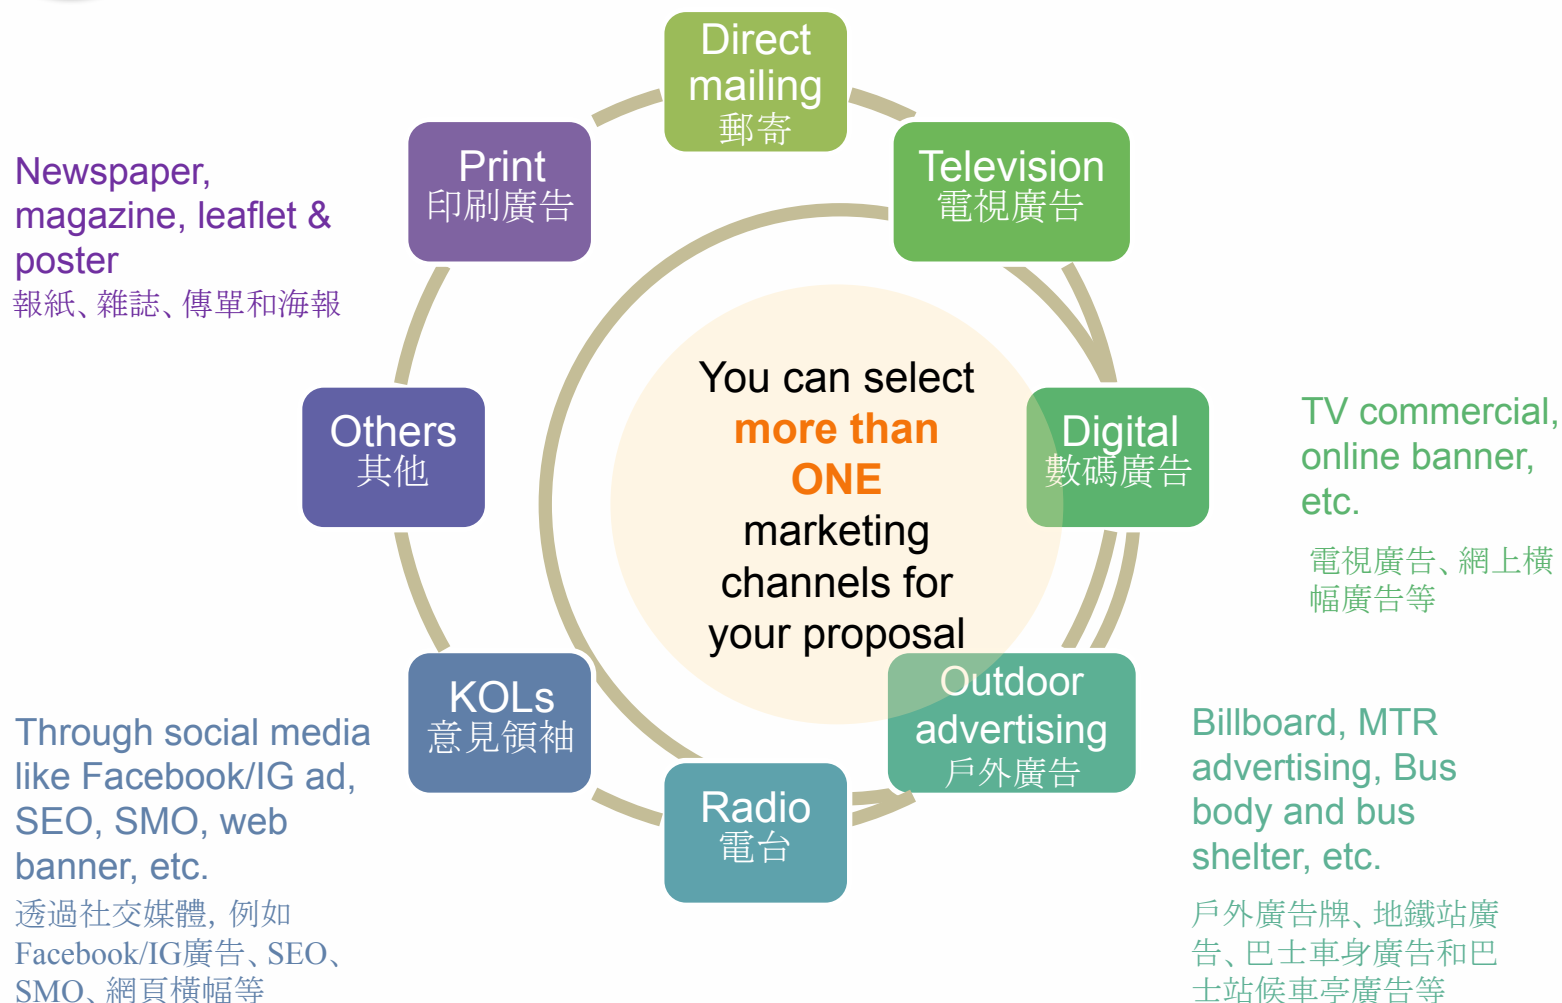 Direct
mailing
郵寄
Print
印刷廣告
Television
電視廣告
Newspaper,
magazine, leaflet &
poster
報紙、雜誌、傳單和海報
You can select
more than
ONE
marketing
channels for
your proposal
Others
其他
Digital
數碼廣告
TV commercial,
online banner,
etc.
電視廣告、網上橫
幅廣告等
KOLs
意見領袖
Outdoor
advertising
戶外廣告
Radio
電台
Through social media
like Facebook/IG ad,
SEO, SMO, web
banner, etc.
透過社交媒體, 例如
Facebook/IG廣告、SEO、
SMO、網頁橫幅等
Billboard, MTR
advertising, Bus
body and bus
shelter, etc.
戶外廣告牌、地鐵站廣
告、巴士車身廣告和巴
士站候車亭廣告等